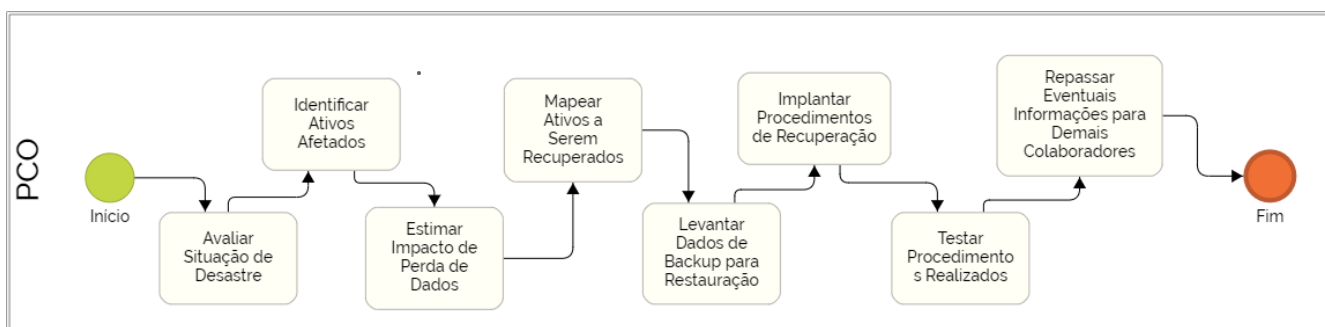 PCO
Início
Avaliar
Situação de
Desastre
Identificar
Ativos
Afetados
Estimar
Impacto de
Perda de
Dados
Mapear
Ativos a
Serem
Recuperados
Levantar
Dados de
Backup para
Restauração
Implantar
Procedimentos
de Recuperação
Testar
Procedimento
s Realizados
Repassar
Eventuais
Informações para
Demais
Colaboradores
Fim